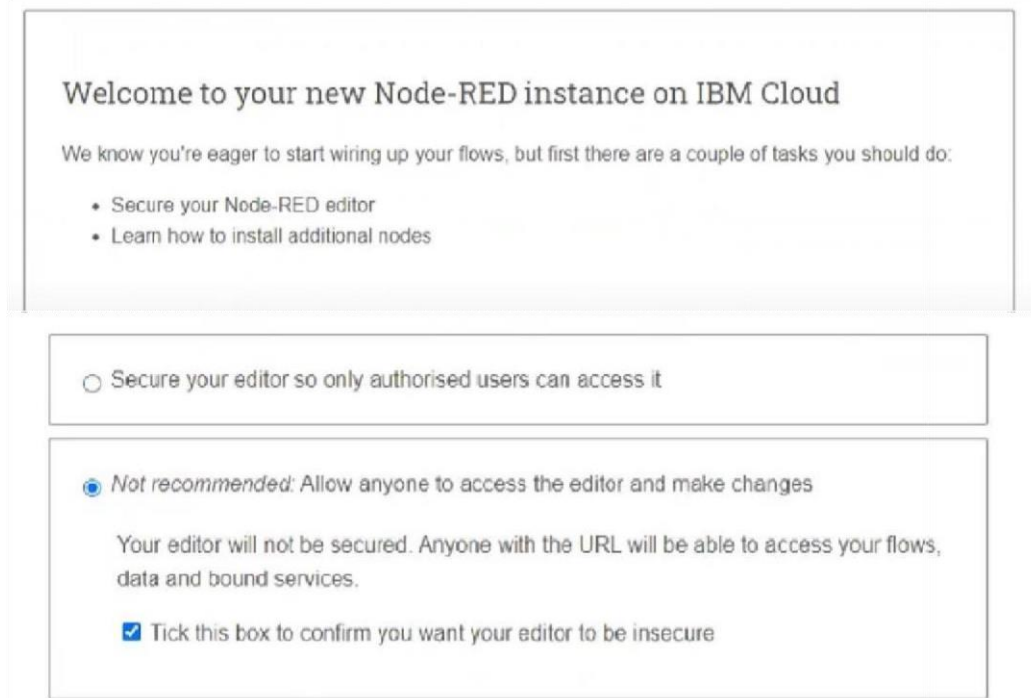 Welcome to your new Node-RED instance on IBM Cloud
We know you're eager to start wiring up your flows, but first there are a couple of tasks you should do:
• Secure your Node-RED editor
• Learn how to install additional nodes
Secure your editor so only authorised users can access it
Not recommended: Allow anyone to access the editor and make changes
Your editor will not be secured. Anyone with the URL will be able to access your flows,
data and bound services.
Tick this box to confirm you want your editor to be insecure